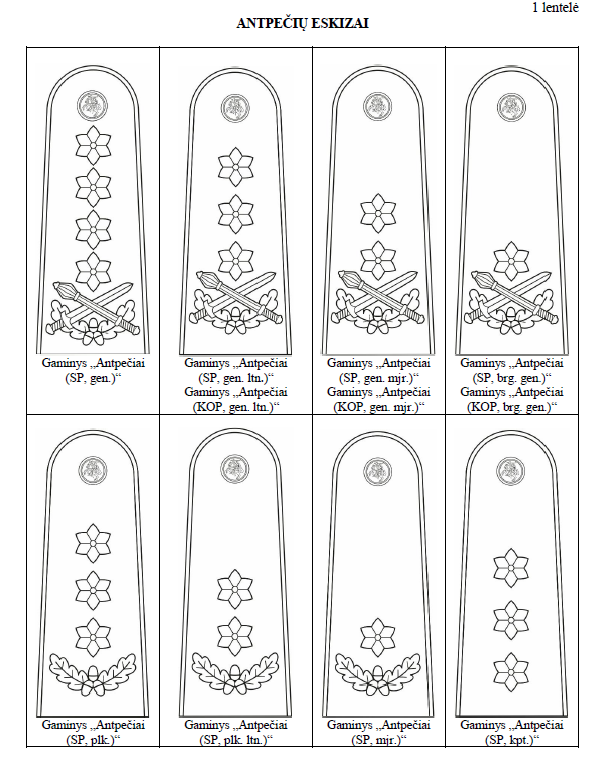 1 lentelė
ANTPEČIŲ ESKIZAI
Gaminys „Antpečiai
(SP, gen.)“
Gaminys „Antpečiai
(SP, gen. ltn.)“
Gaminys „Antpečiai
(KOP, gen. ltn.)“
Gaminys „Antpečiai
(SP, gen. mjr.)“
Gaminys „Antpečiai
(KOP, gen. mjr.)“
Gaminys „Antpečiai
(SP, brg. gen.)“
Gaminys „Antpečiai
(KOP, brg. gen.)“
Gaminys „Antpečiai
(SP, plk.)“
Gaminys „Antpečiai
(SP, plk. ltn.)“
Gaminys „Antpečiai
(SP, mjr.)“
Gaminys „Antpečiai
(SP, kpt.)“